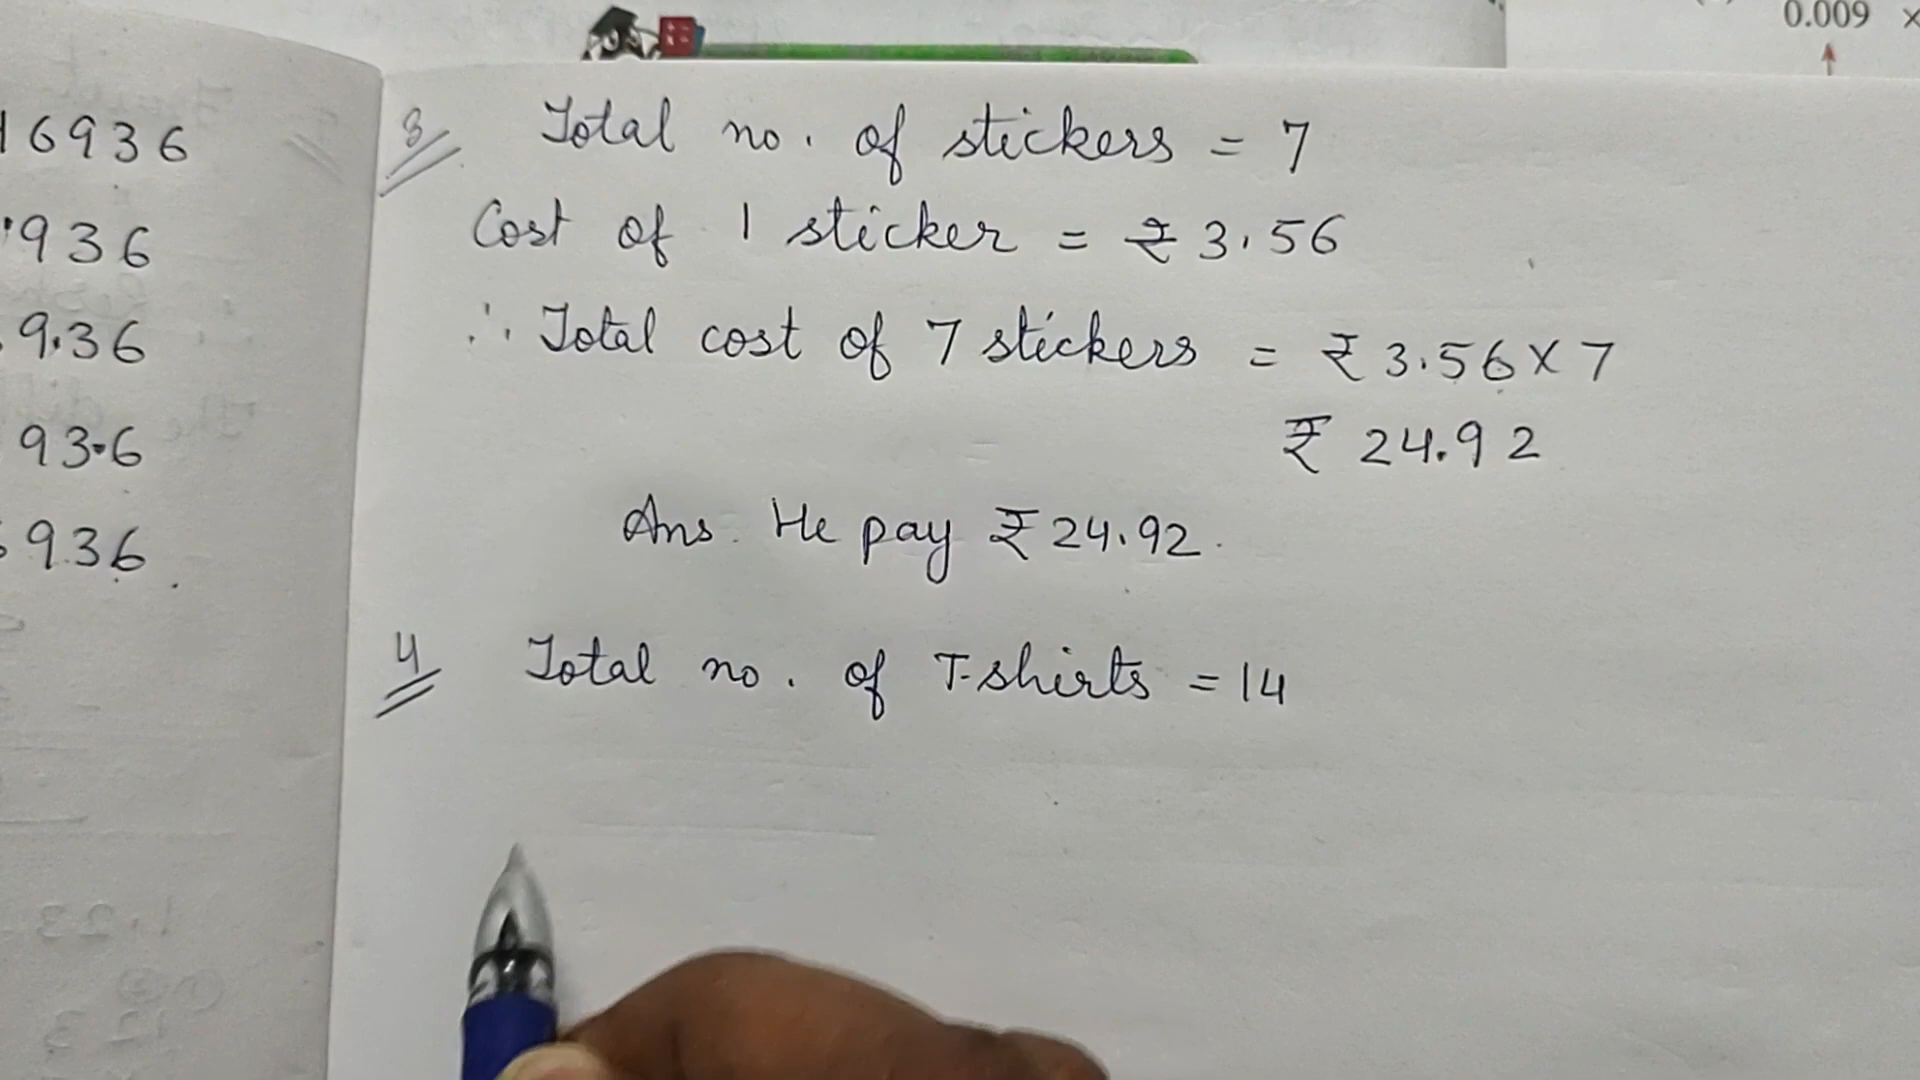 0.009 ×
16936
.936
9.36
93.6
936.
3 Total no. of stickers = 7
Cost of 1 sticker = ₹ 3.56
∴ Total cost of 7 stickers = ₹ 3.56 × 7
₹ 24.92
Ans. He pay ₹ 24.92.
4 Total no. of T-shirts = 14